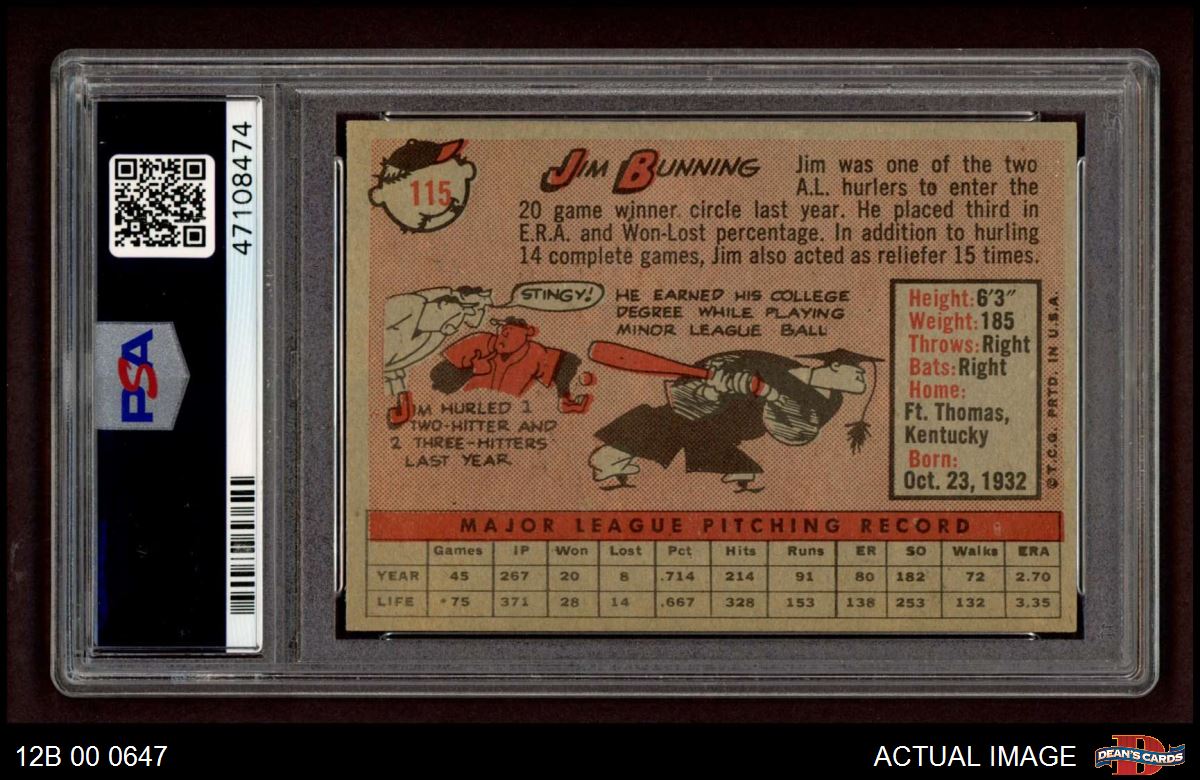 47108474
PSA
115
JIM BUNNING
Jim was one of the two
A.L. hurlers to enter the
20 game winner circle last year. He placed third in
E.R.A. and Won-Lost percentage. In addition to hurling
14 complete games, Jim also acted as reliefer 15 times.
STINGY!
HE EARNED HIS COLLEGE
DEGREE WHILE PLAYING
MINOR LEAGUE BALL
JIM HURLED 1
TWO-HITTER AND
2 THREE-HITTERS
LAST YEAR
Height: 6'3"
Weight: 185
Throws: Right
Bats: Right
Home:
Ft. Thomas,
Kentucky
Born:
Oct. 23, 1932
©T.C.G. PRTD. IN U.S.A.
MAJOR LEAGUE PITCHING RECORD
Games IP Won Lost Pct Hits Runs ER SO Walks ERA
YEAR 45 267 20 8 .714 214 91 80 182 72 2.70
LIFE 75 371 28 14 .667 328 153 138 253 132 3.35
12B 00 0647
ACTUAL IMAGE
DEAN'S CARDS